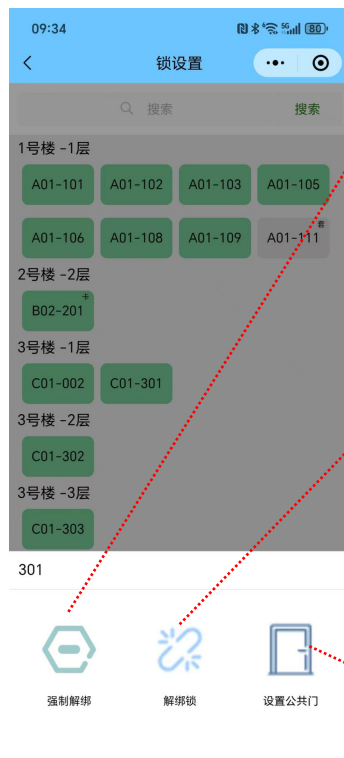 09:34
5G
80
锁设置
搜索
搜索
1号楼 -1层
A01-101
A01-102
A01-103
A01-105
A01-106
A01-108
A01-109
A01-111
套
2号楼 -2层
B02-201
卡
3号楼 -1层
C01-002
C01-301
3号楼 -2层
C01-302
3号楼 -3层
C01-303
301
强制解绑
解绑锁
设置公共门